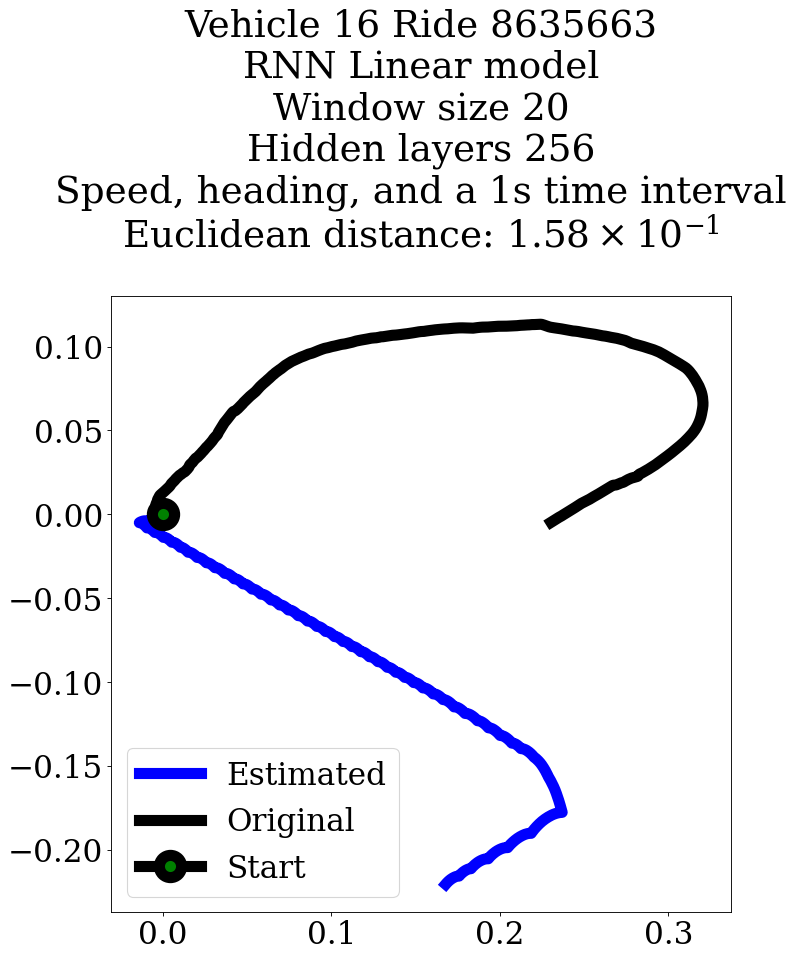 Vehicle 16 Ride 8635663
RNN Linear model
Window size 20
Hidden layers 256
Speed, heading, and a 1s time interval
Euclidean distance: 1.58 × 10⁻¹
0.10
0.05
0.00
−0.05
−0.10
−0.15
−0.20
Estimated
Original
Start
0.0 0.1 0.2 0.3